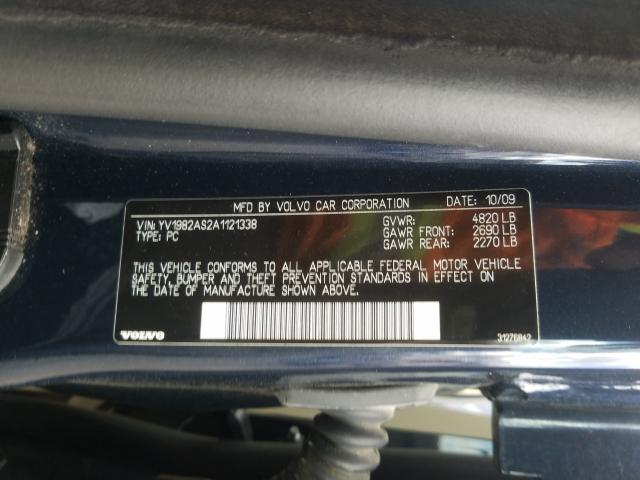 MFD BY VOLVO CAR CORPORATION DATE: 10/09
VIN: YV1982AS2A1121338 GVWR: 4820 LB
TYPE: PC GAWR FRONT: 2690 LB
GAWR REAR: 2270 LB
THIS VEHICLE CONFORMS TO ALL APPLICABLE FEDERAL MOTOR VEHICLE
SAFETY, BUMPER AND THEFT PREVENTION STANDARDS IN EFFECT ON
THE DATE OF MANUFACTURE SHOWN ABOVE.
VOLVO 31276842